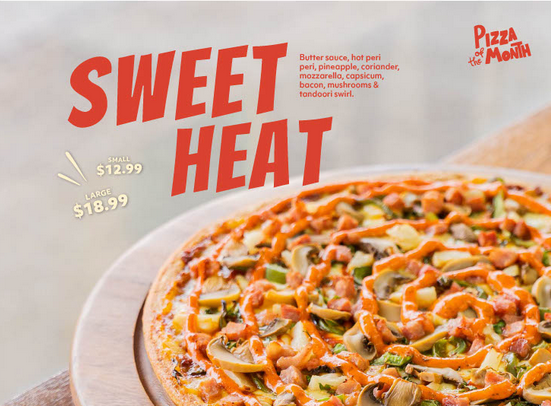 SWEET
HEAT
Butter sauce, hot peri
peri, pineapple, coriander,
mozzarella, capsicum,
bacon, mushrooms &
tandoori swirl.
Pizza
of the Month
SMALL
$12.99
LARGE
$18.99